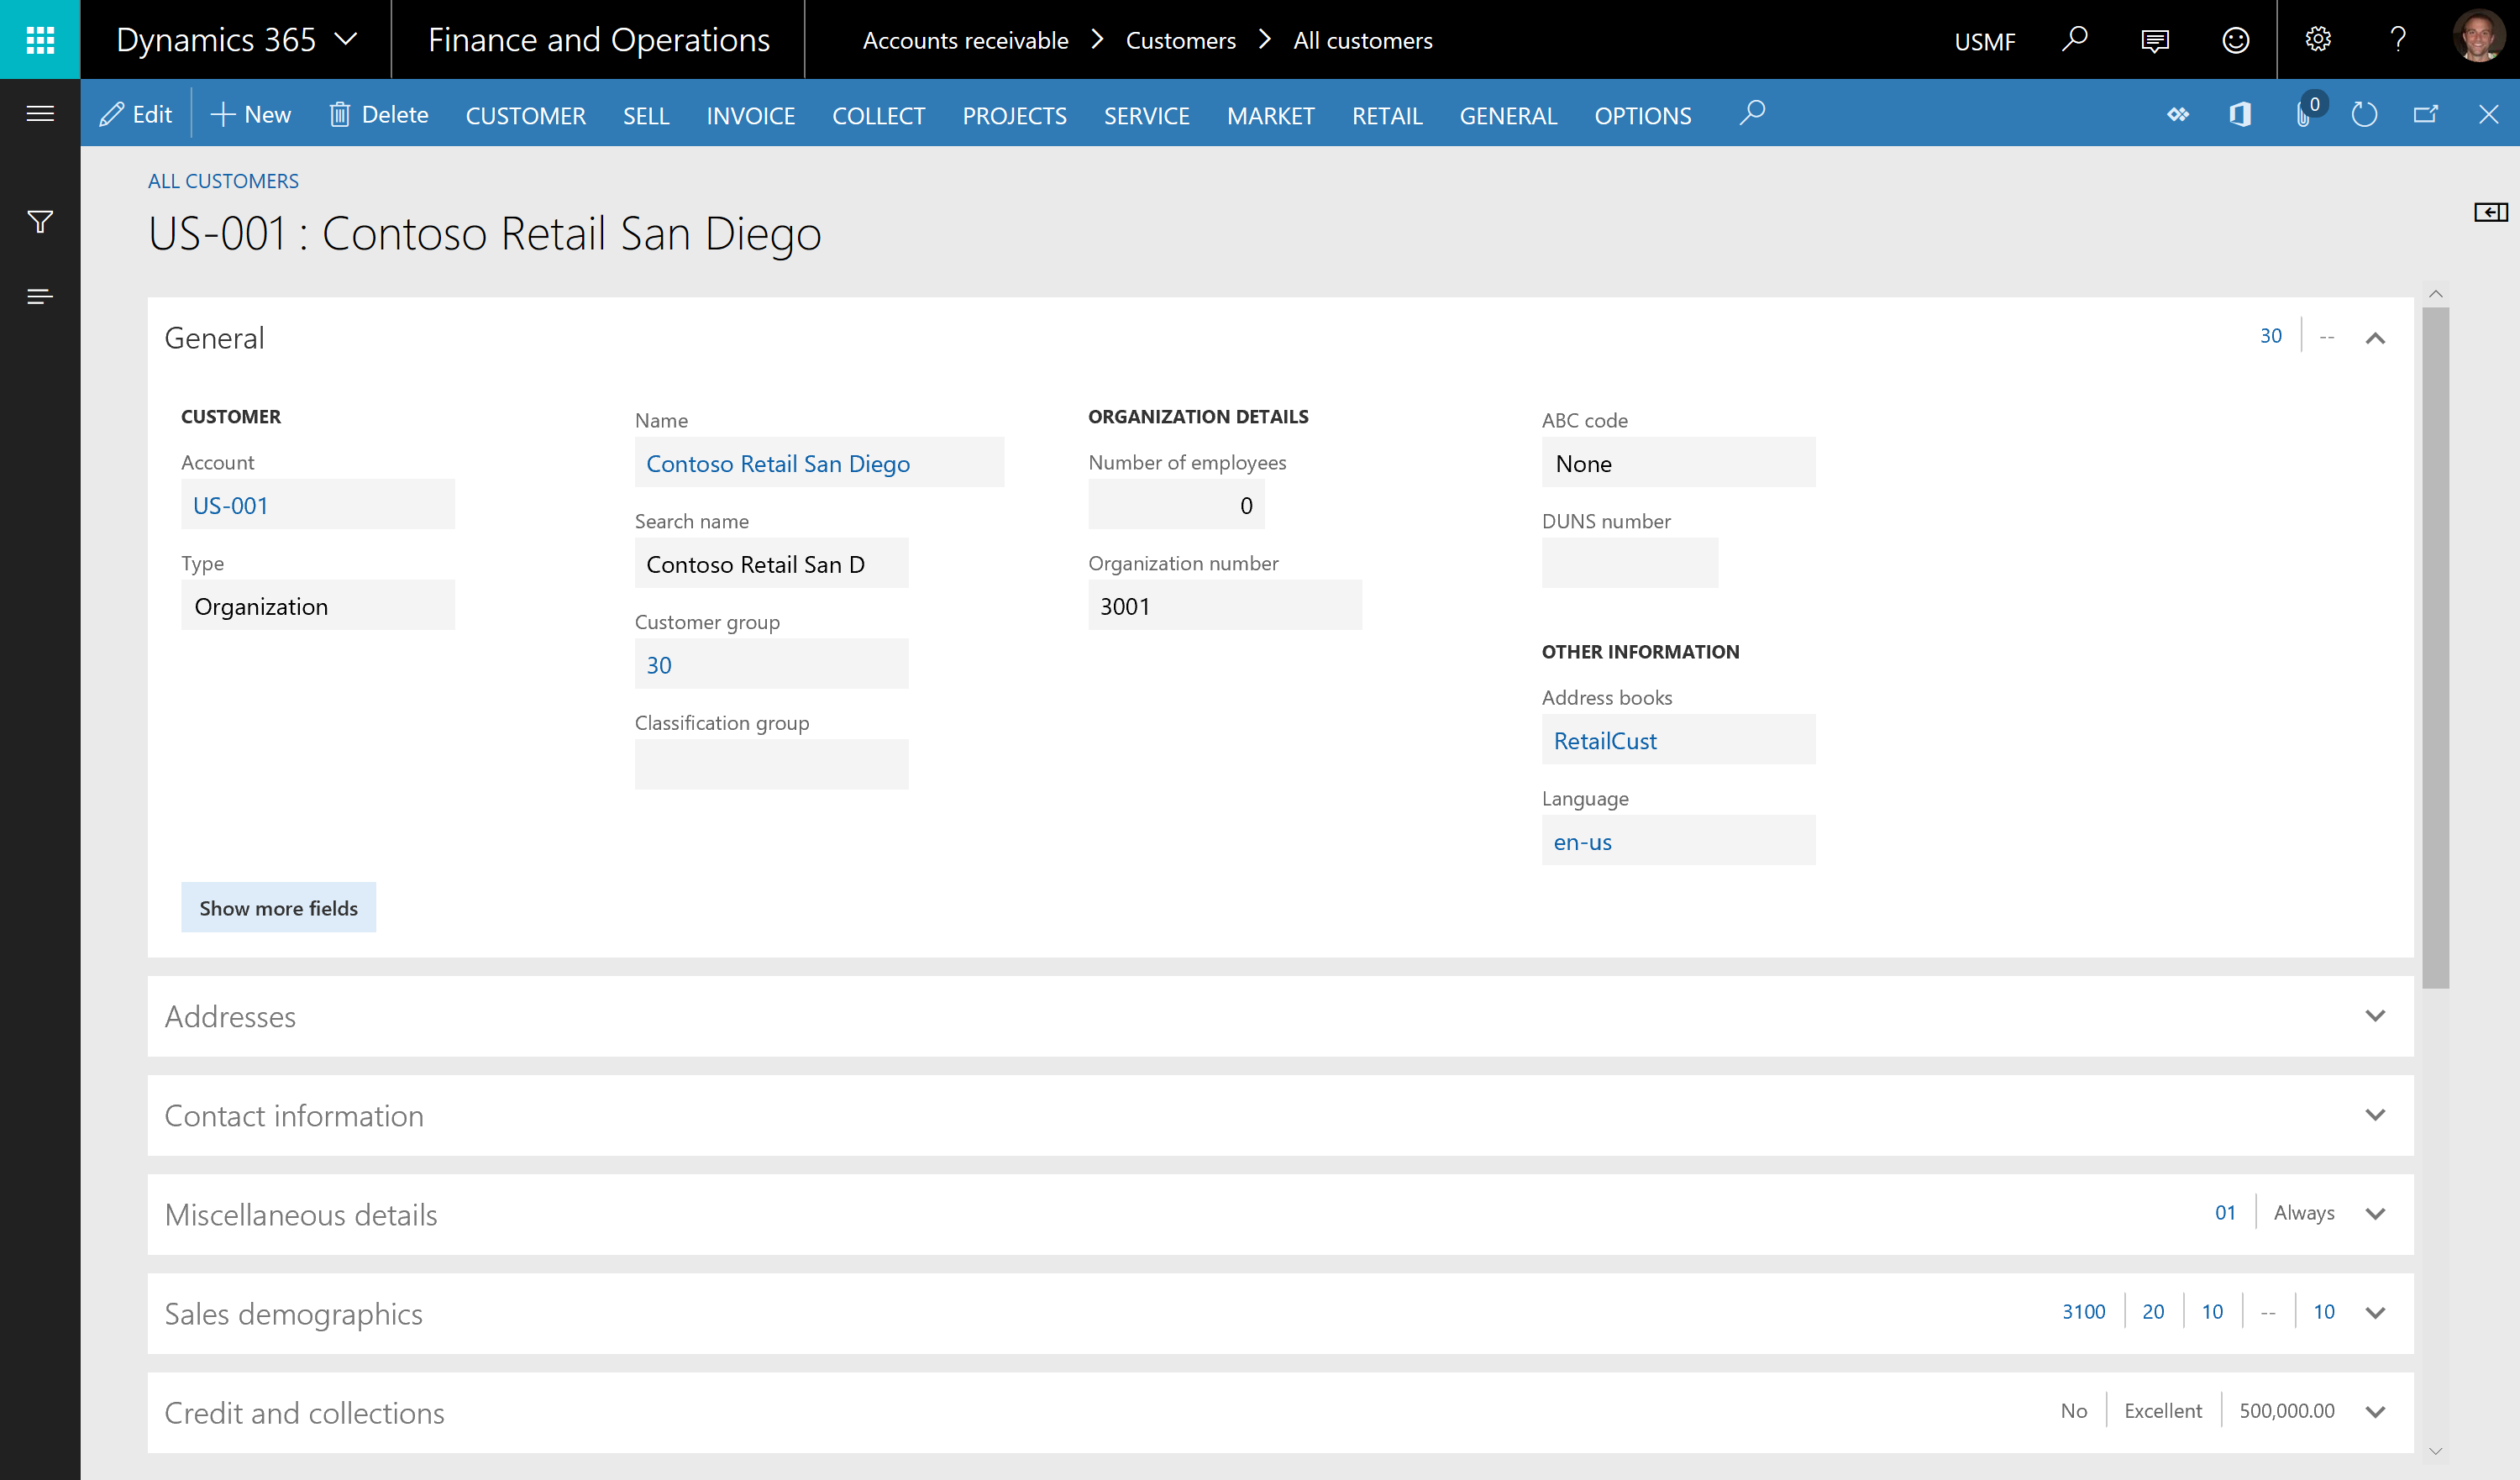 Dynamics 365
Finance and Operations
Accounts receivable > Customers > All customers
USMF
?
Edit
New
Delete
CUSTOMER
SELL
INVOICE
COLLECT
PROJECTS
SERVICE
MARKET
RETAIL
GENERAL
OPTIONS
0
ALL CUSTOMERS
US-001 : Contoso Retail San Diego
General
30
--
CUSTOMER
Account
US-001
Type
Organization
Name
Contoso Retail San Diego
Search name
Contoso Retail San D
Customer group
30
Classification group
ORGANIZATION DETAILS
Number of employees
0
Organization number
3001
ABC code
None
DUNS number
OTHER INFORMATION
Address books
RetailCust
Language
en-us
Show more fields
Addresses
Contact information
Miscellaneous details
01
Always
Sales demographics
3100
20
10
--
10
Credit and collections
No
Excellent
500,000.00